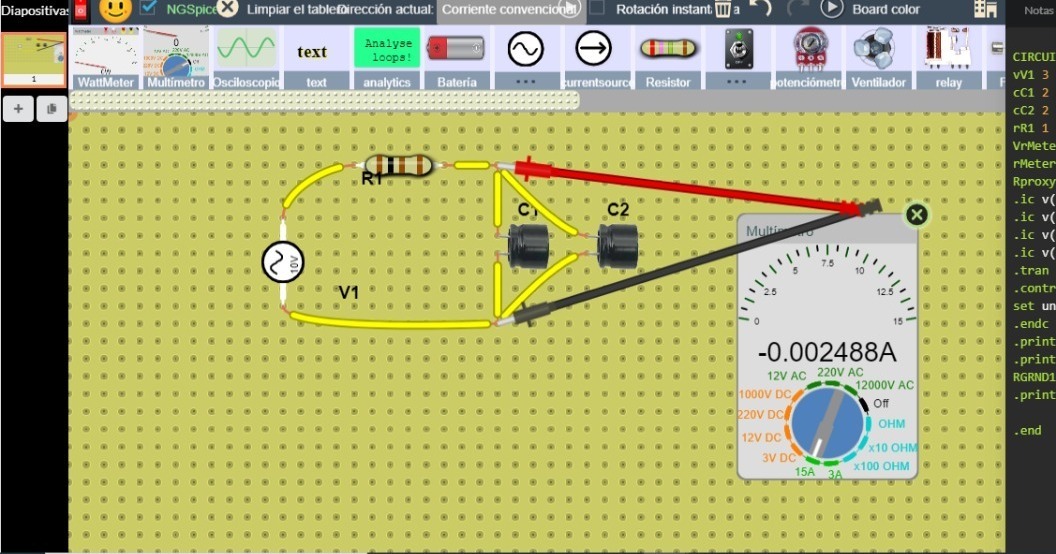 Diapositivas
NGSpice
Limpiar el tablero
Dirección actual:
Corriente convencional
Rotación instantánea
Board color
Notas
text
Analyse
loops!
WattMeter
Multímetro
Osciloscopio
text
analytics
Batería
...
currentsource
Resistor
...
potenciómetro
Ventilador
relay
1
+
CIRCUI
vV1 3
cC1 2
cC2 2
rR1 1
VrMete
rMeter
Rproxy
.ic v(
.ic v(
.ic v(
.ic v(
.tran
.contr
set un
.endc
.print
.print
RGRND1
.print
.end
R1
C1
C2
10V
V1
Multímetro
0
2.5
5
7.5
10
12.5
15
-0.002488A
12V AC
220V AC
12000V AC
1000V DC
Off
220V DC
OHM
12V DC
x10 OHM
3V DC
x100 OHM
15A
3A